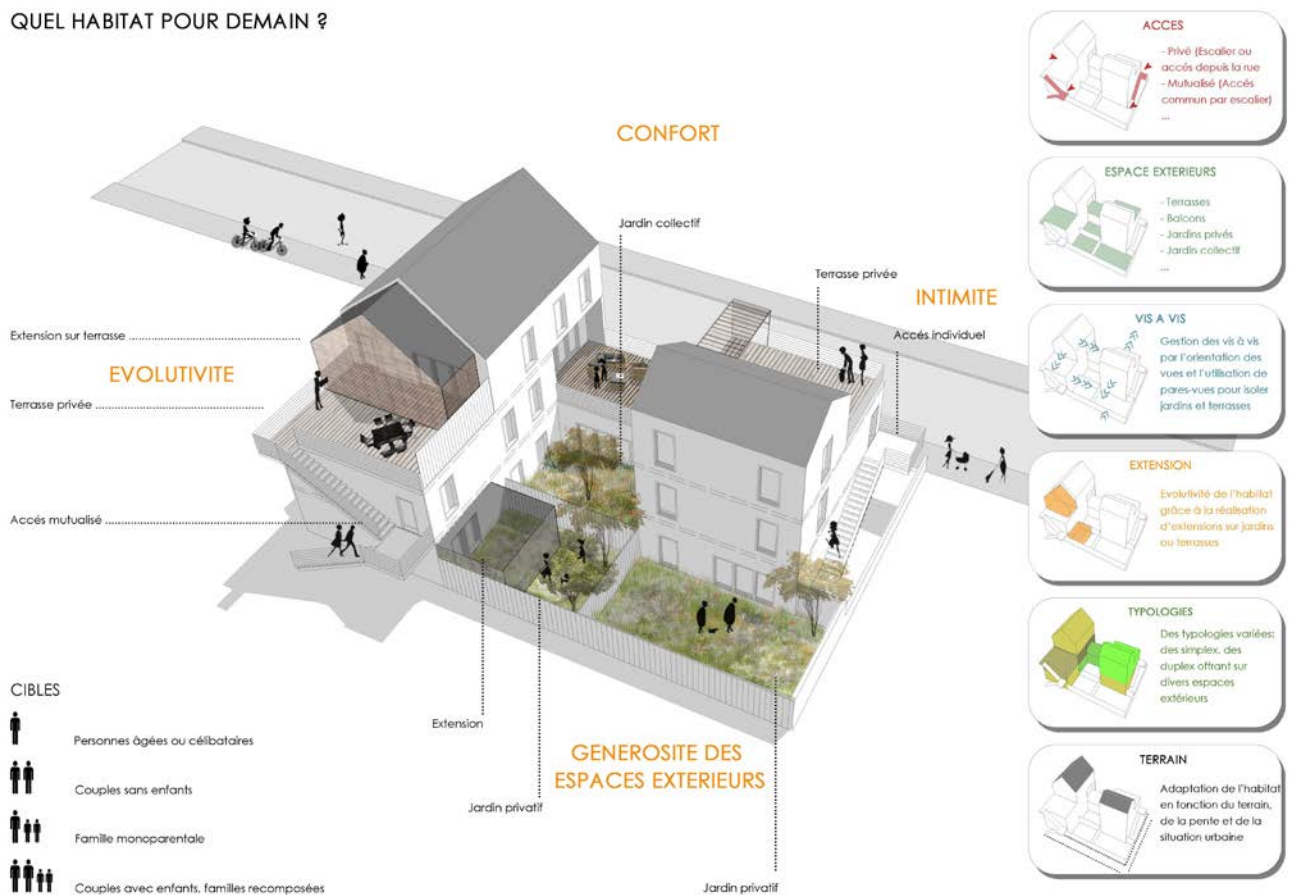 QUEL HABITAT POUR DEMAIN ?
CONFORT
Jardin collectif
Terrasse privée
INTIMITE
Accés individuel
Extension sur terrasse
EVOLUTIVITE
Terrasse privée
Accés mutualisé
Extension
GENEROSITE DES
ESPACES EXTERIEURS
Jardin privatif
Jardin privatif
CIBLES
Personnes âgées ou célibataires
Couples sans enfants
Famille monoparentale
Couples avec enfants, familles recomposées
ACCES
- Privé (Escalier ou
accés depuis la rue
- Mutualisé (Accés
commun par escalier)
...
ESPACE EXTERIEURS
- Terrasses
- Balcons
- Jardins privés
- Jardin collectif
...
VIS A VIS
Gestion des vis à vis
par l'orientation des
vues et l'utilisation de
pares-vues pour isoler
jardins et terrasses
EXTENSION
Evolutivité de l'habitat
grâce à la réalisation
d'extensions sur jardins
ou terrasses
TYPOLOGIES
Des typologies variées:
des simplex, des
duplex offrant sur
divers espaces
extérieurs
TERRAIN
Adaptation de l'habitat
en fonction du terrain,
de la pente et de la
situation urbaine